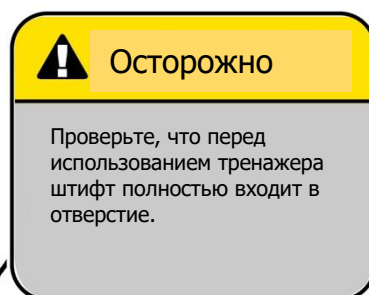 Осторожно
Проверьте, что перед
использованием тренажера
штифт полностью входит в
отверстие.